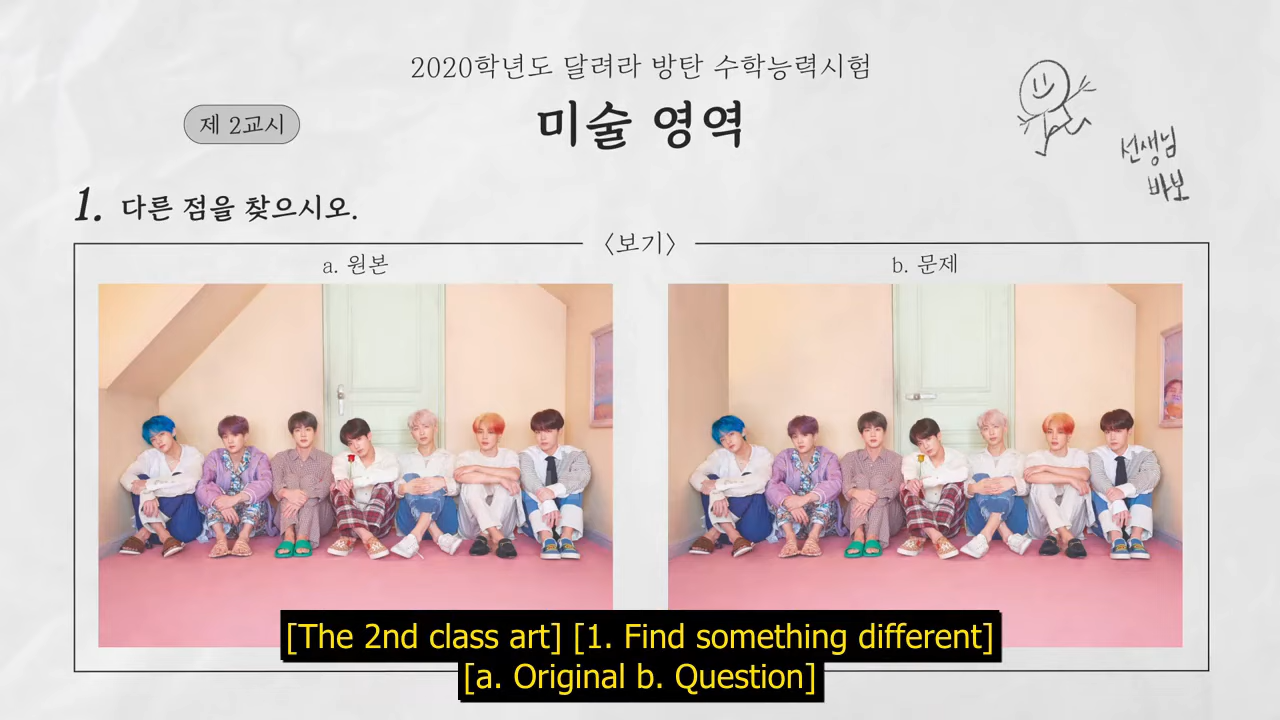 2020학년도 달려라 방탄 수학능력시험
제 2교시
미술 영역
선생님
바보
1. 다른 점을 찾으시오.
〈보기〉
a. 원본
b. 문제
[The 2nd class art] [1. Find something different]
[a. Original b. Question]